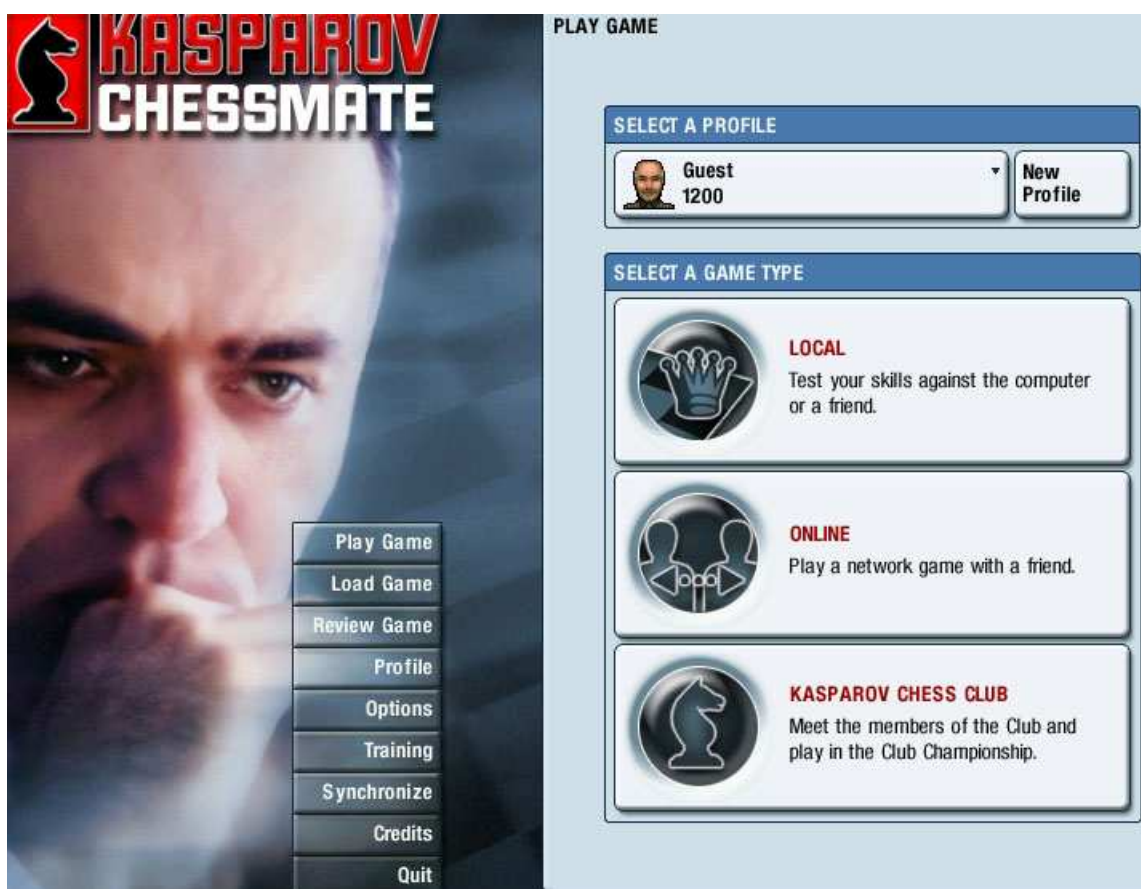 KASPAROV
CHESSMATE
Play Game
Load Game
Review Game
Profile
Options
Training
Synchronize
Credits
Quit
PLAY GAME
SELECT A PROFILE
Guest
1200
New
Profile
SELECT A GAME TYPE
LOCAL
Test your skills against the computer
or a friend.
ONLINE
Play a network game with a friend.
KASPAROV CHESS CLUB
Meet the members of the Club and
play in the Club Championship.